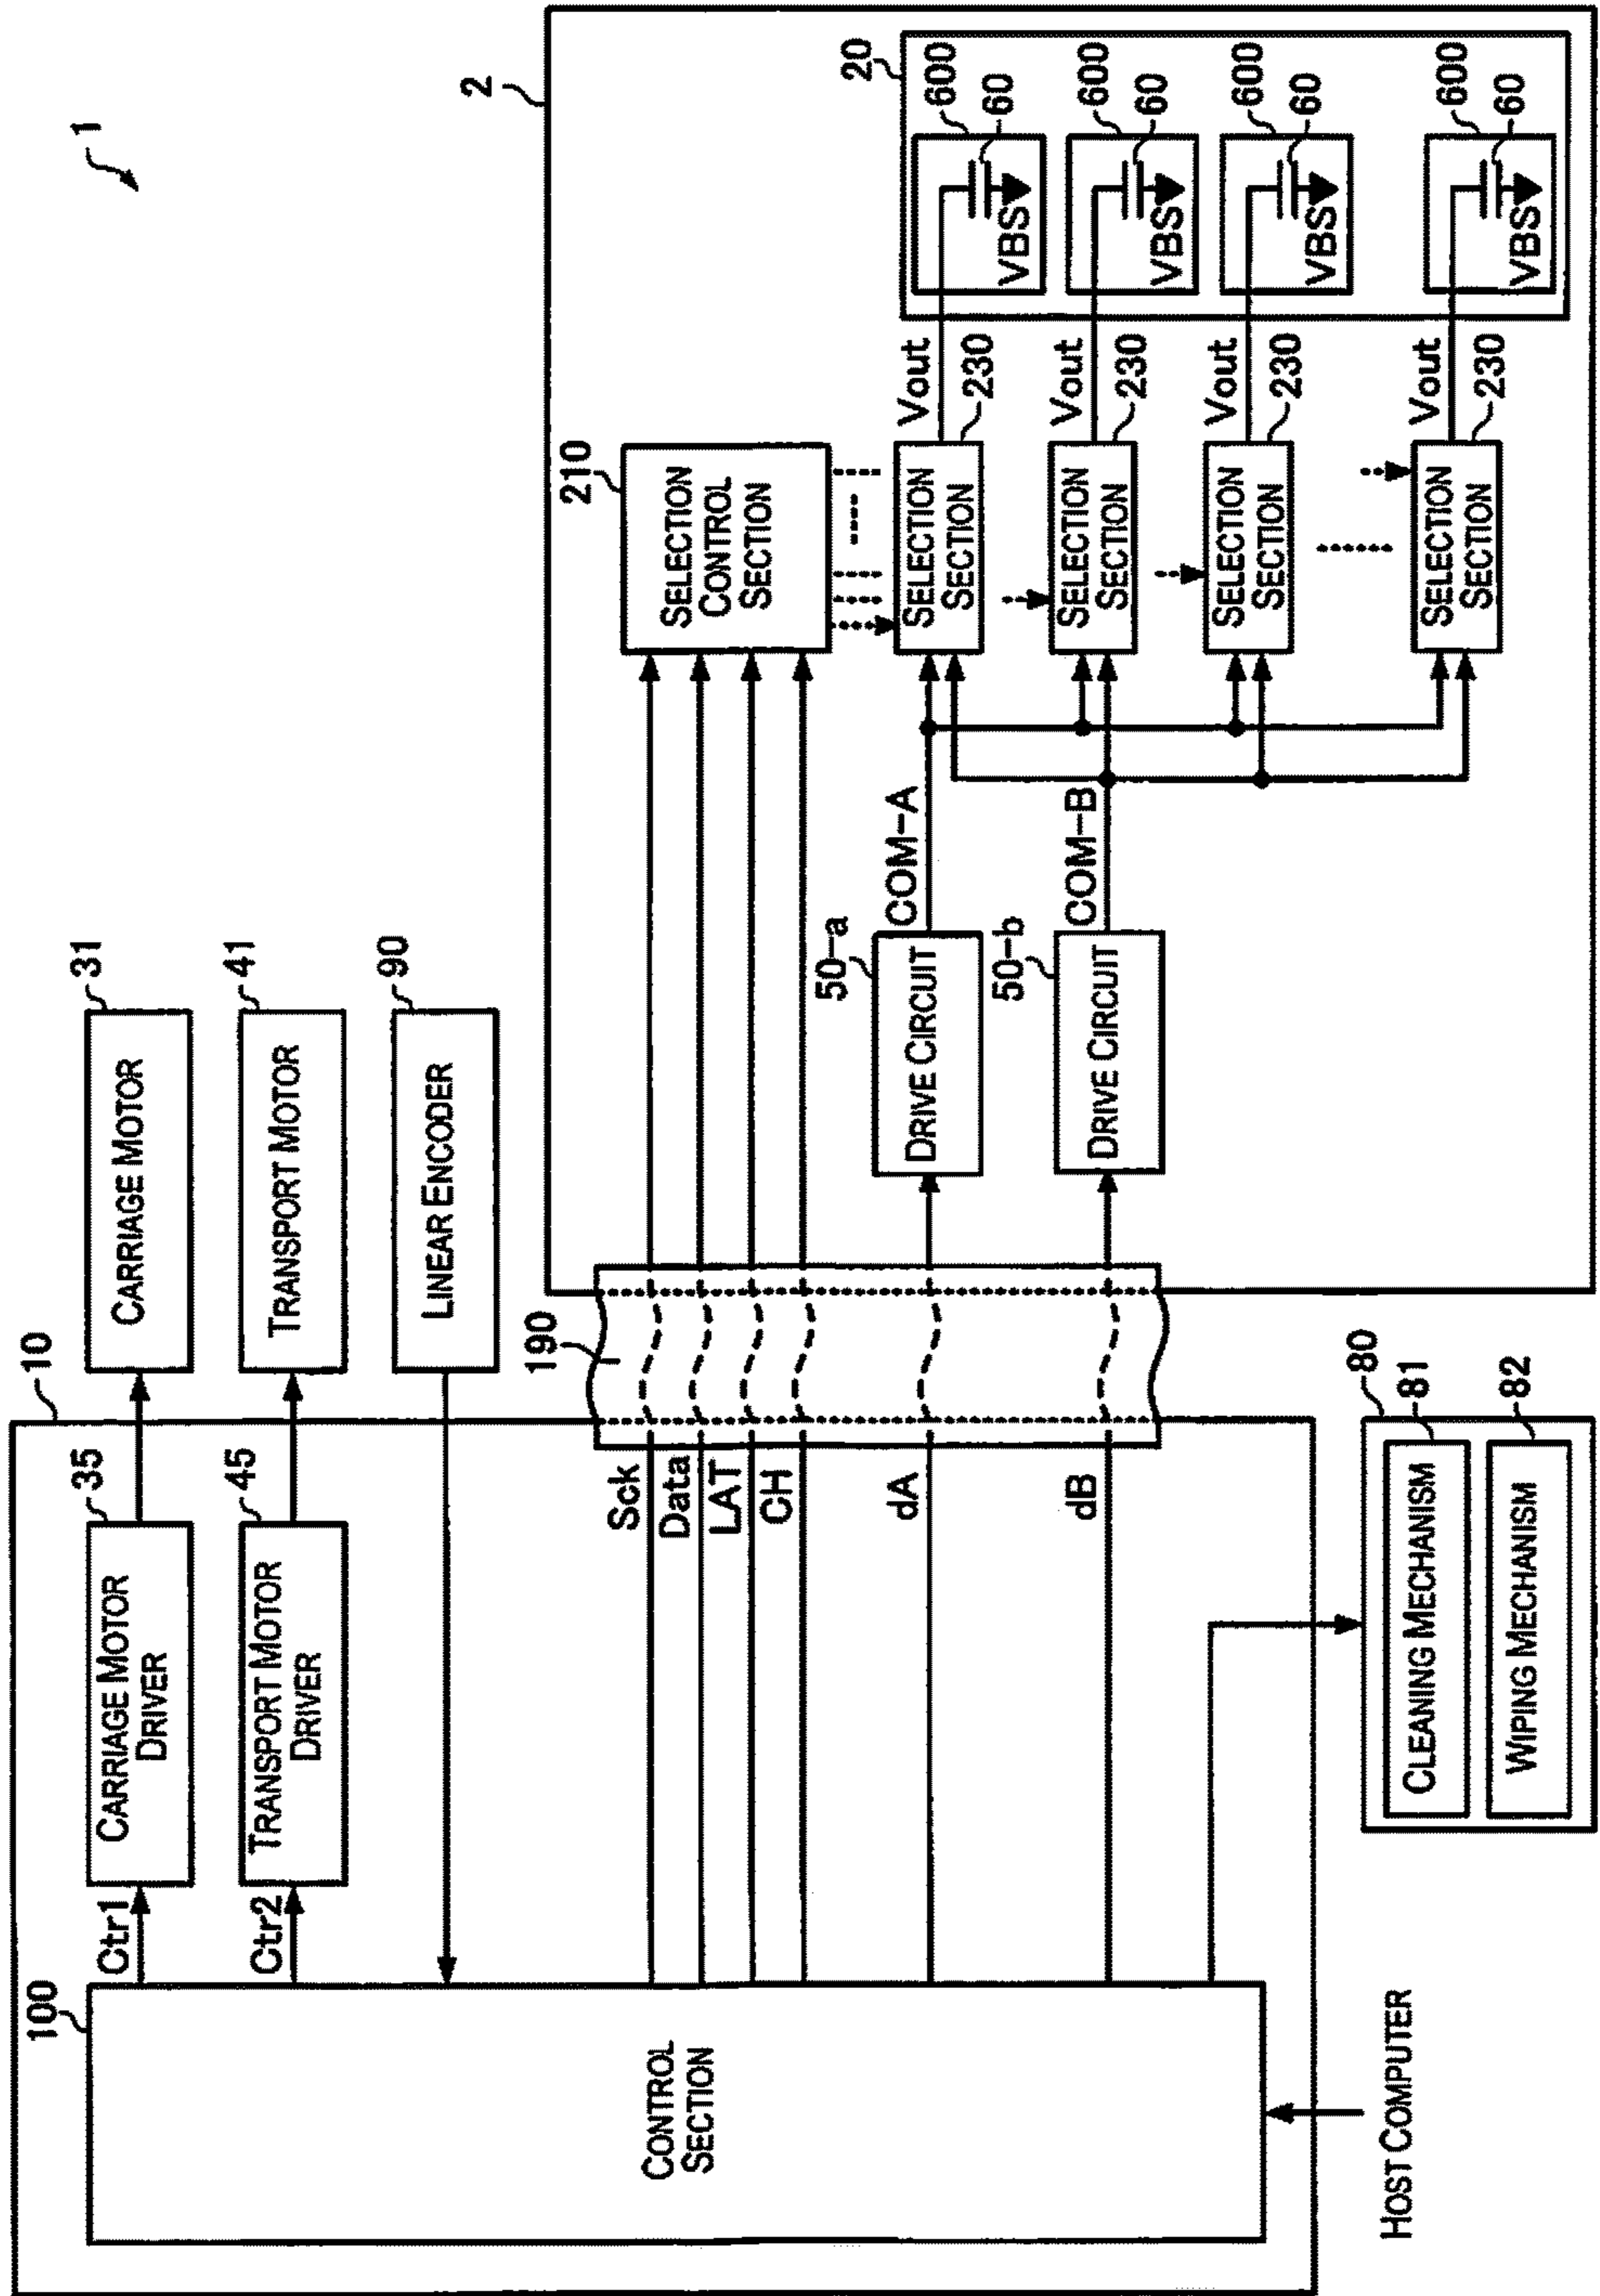 1
10
100
CONTROL
SECTION
HOST COMPUTER
Ctr1
CARRIAGE MOTOR
DRIVER
35
CARRIAGE MOTOR
31
Ctr2
TRANSPORT MOTOR
DRIVER
45
TRANSPORT MOTOR
41
LINEAR ENCODER
90
Sck
Data
LAT
CH
dA
dB
190
80
CLEANING MECHANISM
81
WIPING MECHANISM
82
2
210
SELECTION
CONTROL
SECTION
50-a
DRIVE CIRCUIT
COM-A
50-b
DRIVE CIRCUIT
COM-B
SELECTION
SECTION
230
Vout
SELECTION
SECTION
230
Vout
SELECTION
SECTION
230
Vout
SELECTION
SECTION
230
Vout
20
600
60
VBS
600
60
VBS
600
60
VBS
600
60
VBS